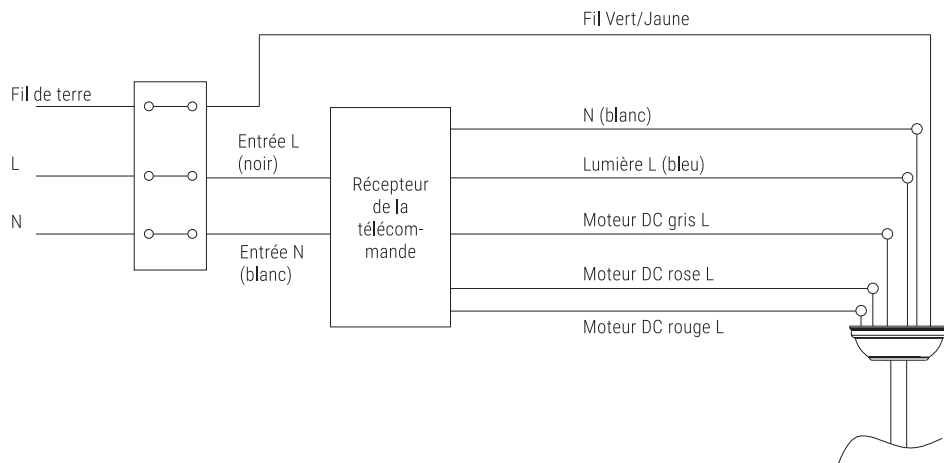 Fil Vert/Jaune
Fil de terre
L
N
Entrée L
(noir)
Entrée N
(blanc)
Récepteur
de la
télécom-
mande
N (blanc)
Lumière L (bleu)
Moteur DC gris L
Moteur DC rose L
Moteur DC rouge L